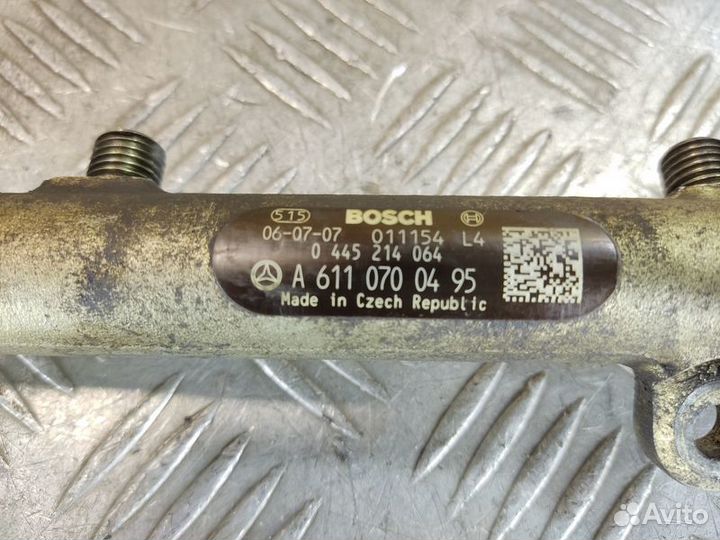 515 BOSCH
06-07-07 011154 L4
0 445 214 064
A 611 070 04 95
Made in Czech Republic
Avito